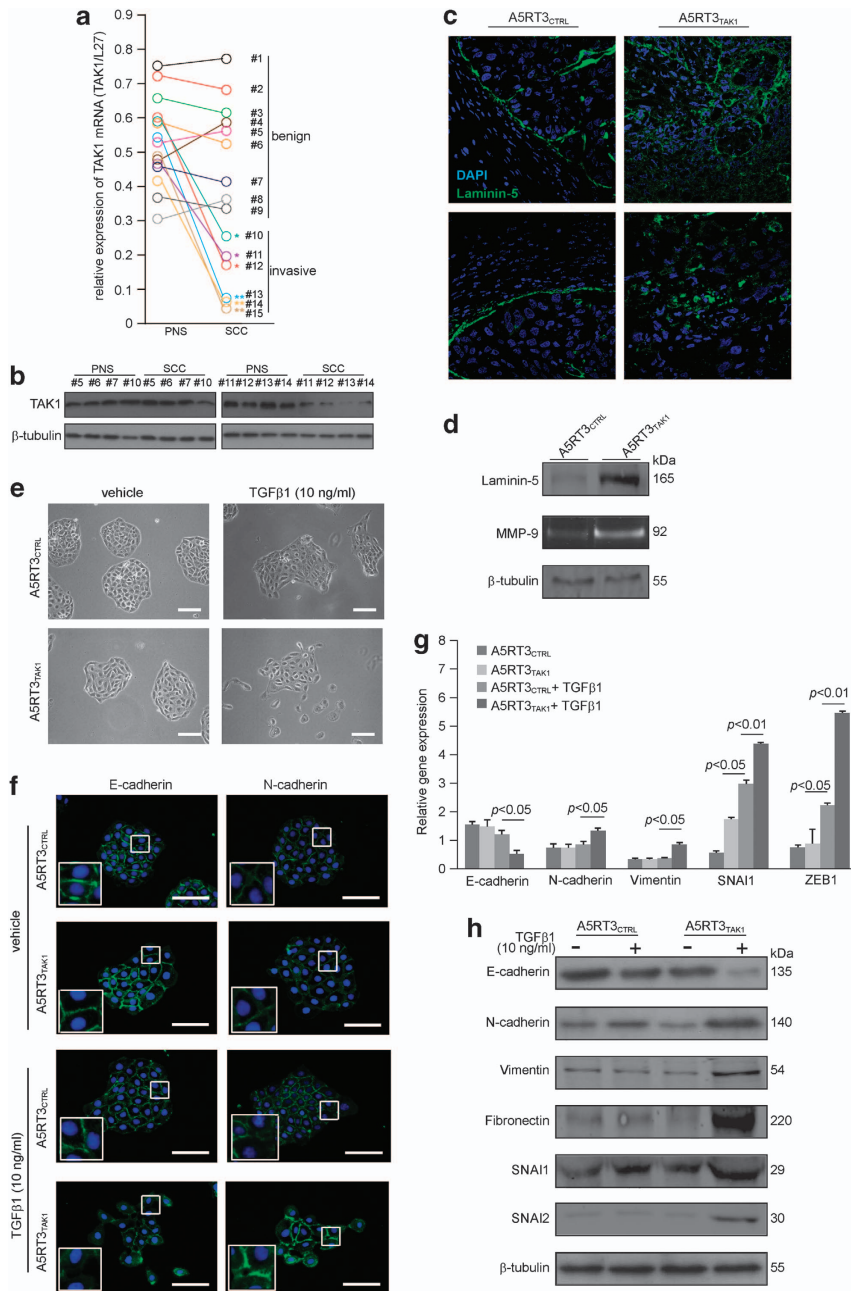 a
relative expression of TAK1 mRNA (TAK1/L27)
0.9
0.8
0.7
0.6
0.5
0.4
0.3
0.2
0.1
0
PNS SCC
#1
#2
#3
#4
#5
#6
#7
#8
#9
benign
* #10
* #11
* #12
** #13
** #14
** #15
invasive
b
PNS SCC PNS SCC
#5 #6 #7 #10 #5 #6 #7 #10 #11 #12 #13 #14 #11 #12 #13 #14
TAK1
β-tubulin
c
A5RT3CTRL A5RT3TAK1
DAPI
Laminin-5
d
A5RT3CTRL A5RT3TAK1
kDa
Laminin-5 165
MMP-9 92
β-tubulin 55
e
vehicle TGFβ1 (10 ng/ml)
A5RT3CTRL
A5RT3TAK1
f
E-cadherin N-cadherin
vehicle
A5RT3CTRL
A5RT3TAK1
TGFβ1 (10 ng/ml)
A5RT3CTRL
A5RT3TAK1
g
Relative gene expression
8
7
6
5
4
3
2
1
0
A5RT3CTRL
A5RT3TAK1
A5RT3CTRL+ TGFβ1
A5RT3TAK1+ TGFβ1
p<0.05
p<0.05
p<0.05
p<0.05
p<0.01
p<0.05
p<0.01
E-cadherin N-cadherin Vimentin SNAI1 ZEB1
h
TGFβ1
(10 ng/ml)
A5RT3CTRL A5RT3TAK1
- + - + kDa
E-cadherin 135
N-cadherin 140
Vimentin 54
Fibronectin 220
SNAI1 29
SNAI2 30
β-tubulin 55